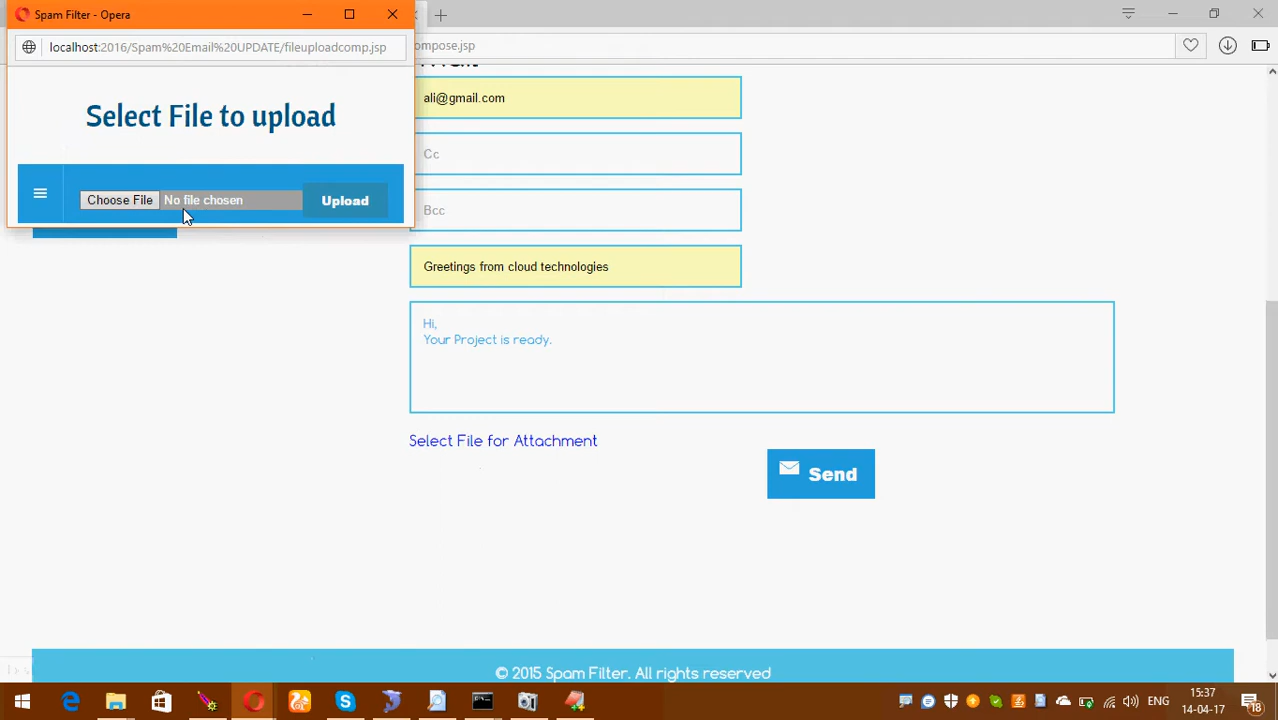 Spam Filter - Opera
localhost:2016/Spam%20Email%20UPDATE/fileuploadcomp.jsp
ompose.jsp
Select File to upload
Choose File No file chosen
Upload
ali@gmail.com
Cc
Bcc
Greetings from cloud technologies
Hi,
Your Project is ready.
Select File for Attachment
Send
© 2015 Spam Filter. All rights reserved
ENG
15:37
14-04-17
18